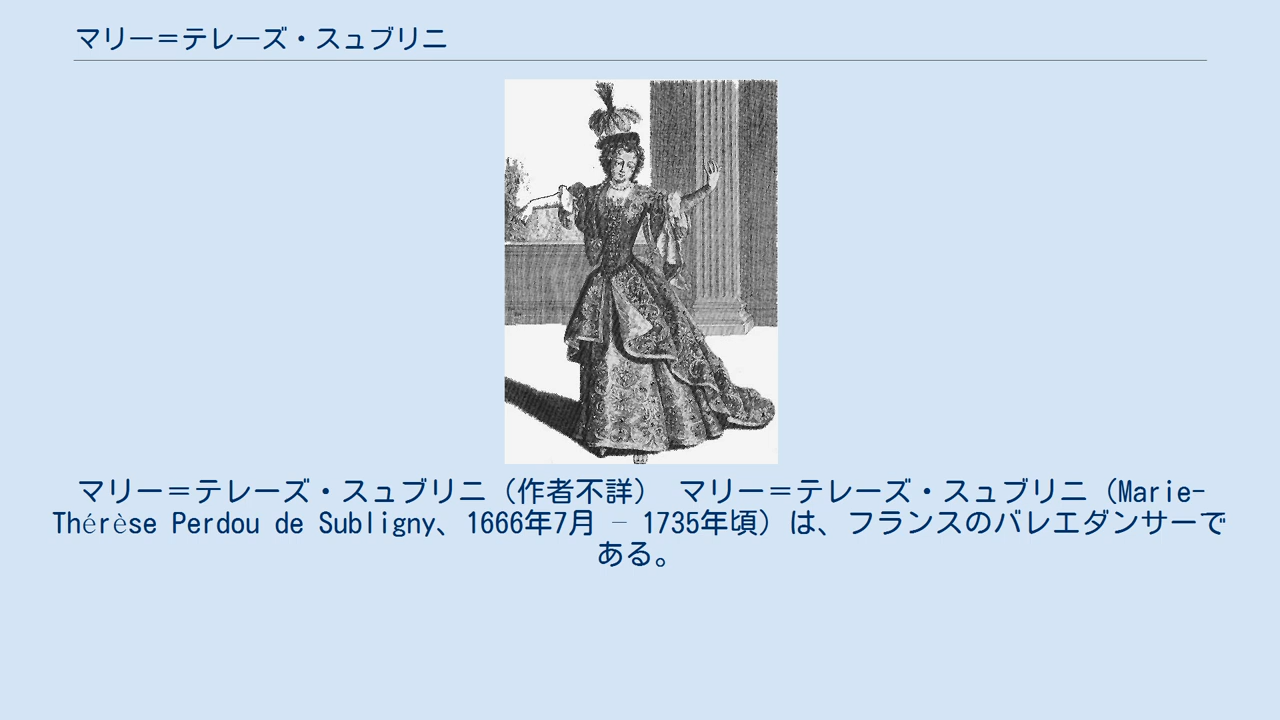 マリー＝テレーズ・スュブリニ
マリー＝テレーズ・スュブリニ（作者不詳） マリー＝テレーズ・スュブリニ（Marie-
Thérèse Perdou de Subligny、1666年7月 – 1735年頃）は、フランスのバレエダンサーで
ある。